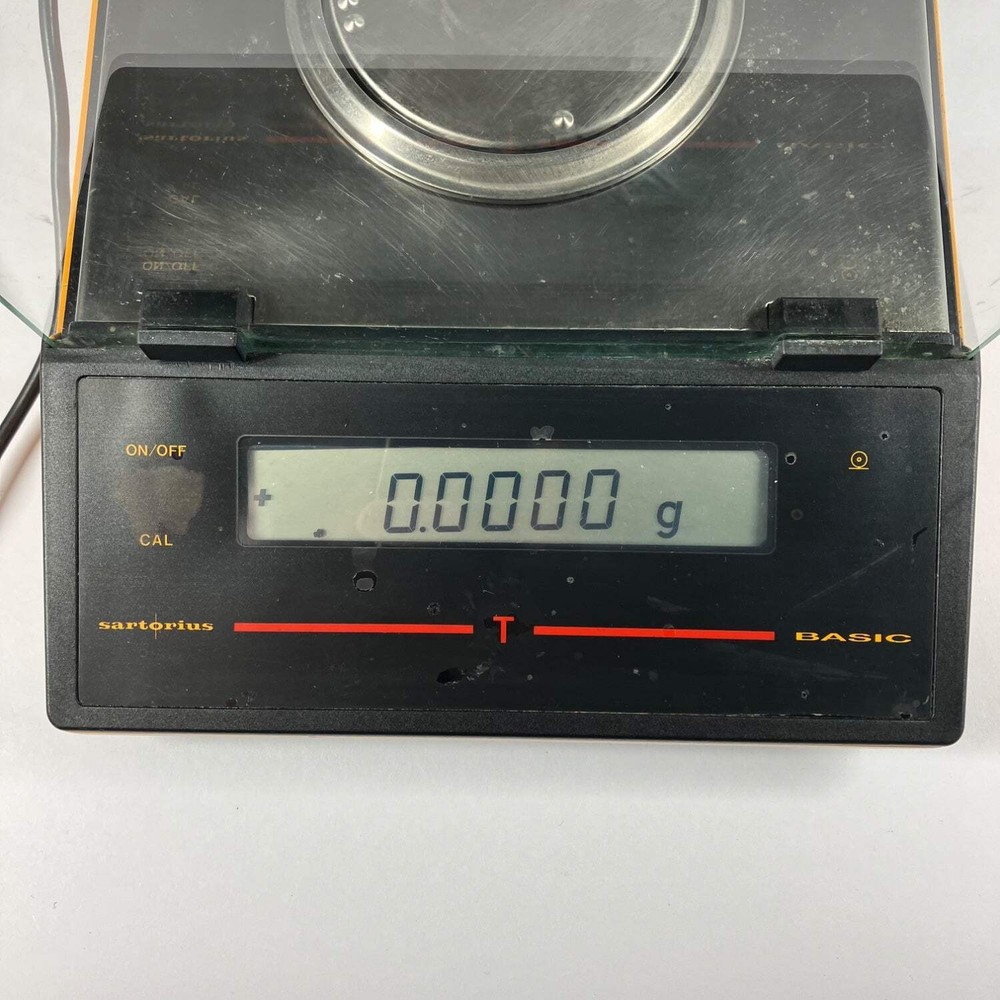 ON/OFF
+ 0.0000 g
CAL
sartorius T BASIC